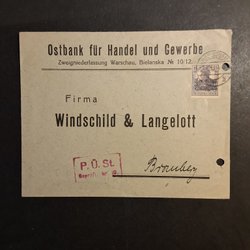 Ostbank für Handel und Gewerbe
Zweigniederlassung Warschau, Bielanska № 10/12.
Firma
Windschild & Langelott
P.O.St.
Bromberg